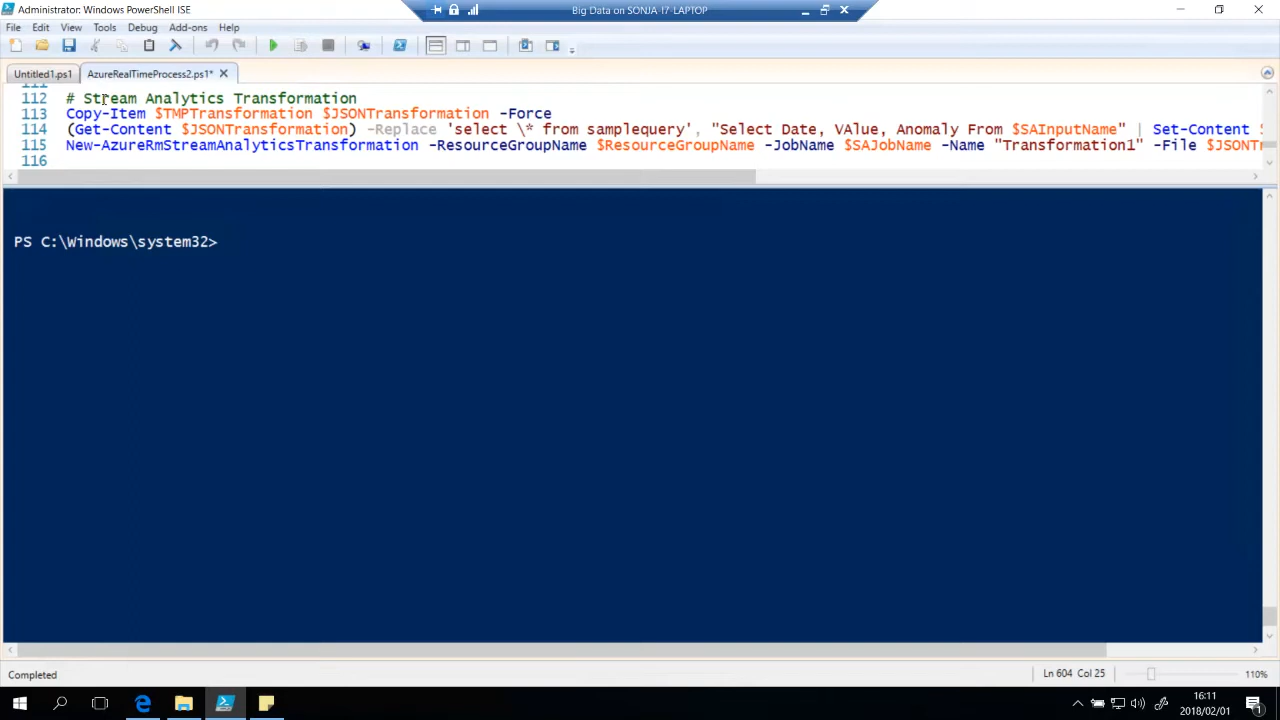 Administrator: Windows PowerShell ISE
Big Data on SONJA-I7-LAPTOP
File Edit View Tools Debug Add-ons Help
Untitled1.ps1 AzureRealTimeProcess2.ps1*
111
112 # Stream Analytics Transformation
113 Copy-Item $TMPTransformation $JSONTransformation -Force
114 (Get-Content $JSONTransformation) -Replace 'select \* from samplequery', "Select Date, VAlue, Anomaly From $SAInputName" | Set-Content $
115 New-AzureRmStreamAnalyticsTransformation -ResourceGroupName $ResourceGroupName -JobName $SAJobName -Name "Transformation1" -File $JSONTr
116
PS C:\Windows\system32>
Completed
Ln 604 Col 25
110%
16:11
2018/02/01
1